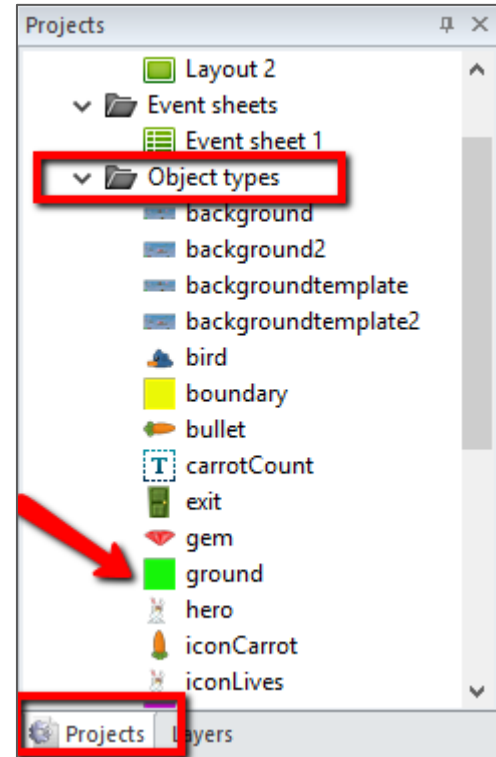 Projects
Layout 2
Event sheets
Event sheet 1
Object types
background
background2
backgroundtemplate
backgroundtemplate2
bird
boundary
bullet
T carrotCount
exit
gem
ground
hero
iconCarrot
iconLives
Projects Layers